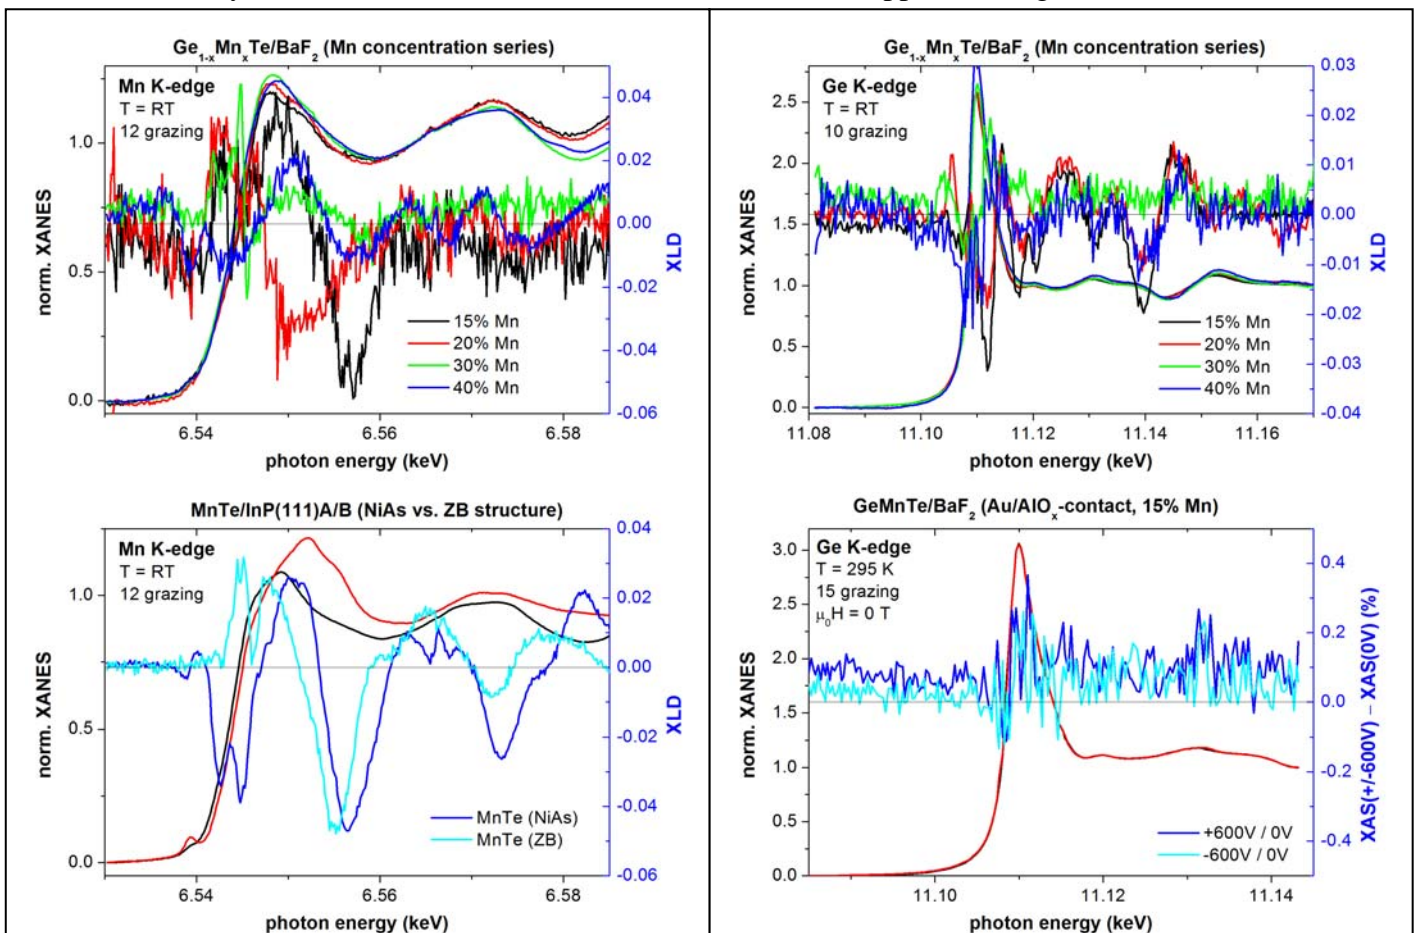 Ge1-xMnxTe/BaF2 (Mn concentration series)
Mn K-edge
T = RT
12 grazing
norm. XANES
1.0
0.5
0.0
0.04
0.02
0.00
-0.02
-0.04
-0.06
XLD
15% Mn
20% Mn
30% Mn
40% Mn
6.54
6.56
6.58
photon energy (keV)
Ge1-xMnxTe/BaF2 (Mn concentration series)
Ge K-edge
T = RT
10 grazing
norm. XANES
2.5
2.0
1.5
1.0
0.5
0.0
0.03
0.02
0.01
0.00
-0.01
-0.02
-0.03
-0.04
XLD
15% Mn
20% Mn
30% Mn
40% Mn
11.08
11.10
11.12
11.14
11.16
photon energy (keV)
MnTe/InP(111)A/B (NiAs vs. ZB structure)
Mn K-edge
T = RT
12 grazing
norm. XANES
1.0
0.5
0.0
0.04
0.02
0.00
-0.02
-0.04
-0.06
XLD
MnTe (NiAs)
MnTe (ZB)
6.54
6.56
6.58
photon energy (keV)
GeMnTe/BaF2 (Au/AlOx-contact, 15% Mn)
Ge K-edge
T = 295 K
15 grazing
μ0H = 0 T
norm. XANES
3.0
2.5
2.0
1.5
1.0
0.5
0.0
0.4
0.2
0.0
-0.2
-0.4
XAS(+/-600V) – XAS(0V) (%)
+600V / 0V
-600V / 0V
11.10
11.12
11.14
photon energy (keV)